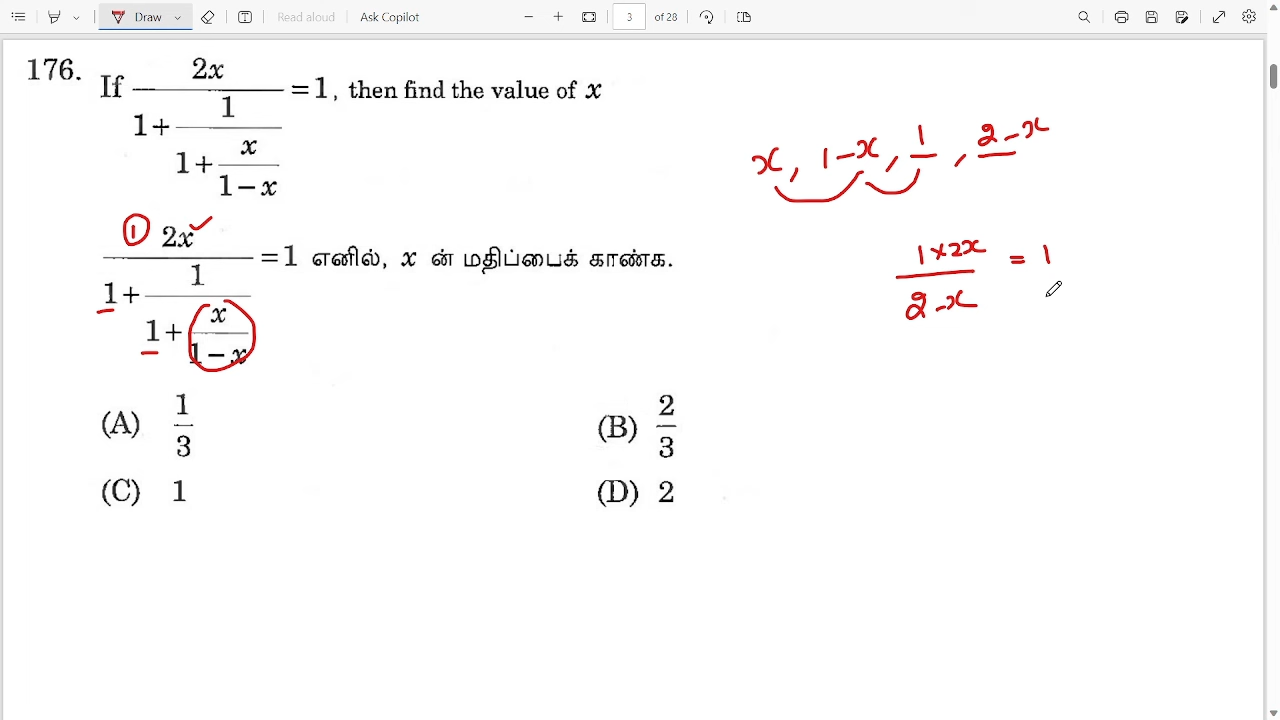 Draw Read aloud Ask Copilot 3 of 28
176. If 2x / (1 + 1 / (1 + x / (1 − x))) = 1, then find the value of x
x, 1−x, 1, 2−x
① 2x / (1 + 1 / (1 + x / (1 − x))) = 1 எனில், x ன் மதிப்பைக் காண்க.
1×2x / (2−x) = 1
(A) 1/3 (B) 2/3
(C) 1 (D) 2